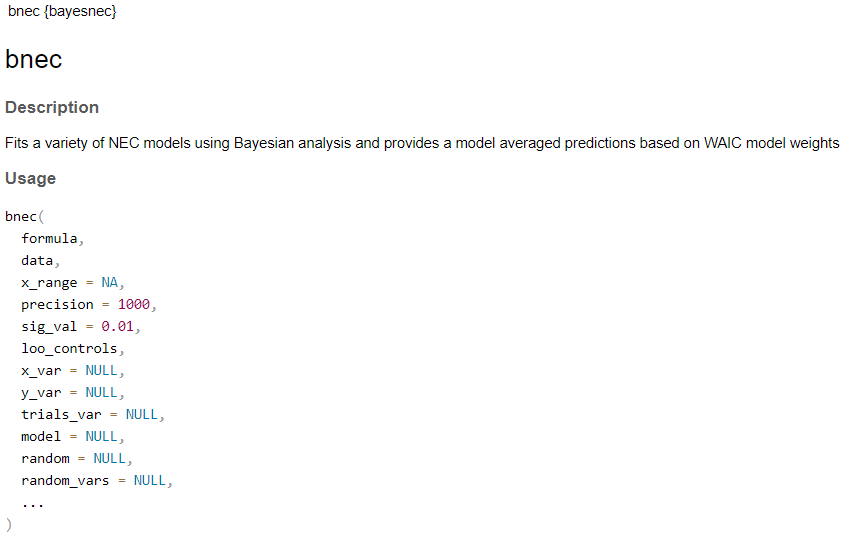 bnec {bayesnec}
bnec
Description
Fits a variety of NEC models using Bayesian analysis and provides a model averaged predictions based on WAIC model weights
Usage
bnec(
  formula,
  data,
  x_range = NA,
  precision = 1000,
  sig_val = 0.01,
  loo_controls,
  x_var = NULL,
  y_var = NULL,
  trials_var = NULL,
  model = NULL,
  random = NULL,
  random_vars = NULL,
  ...
)